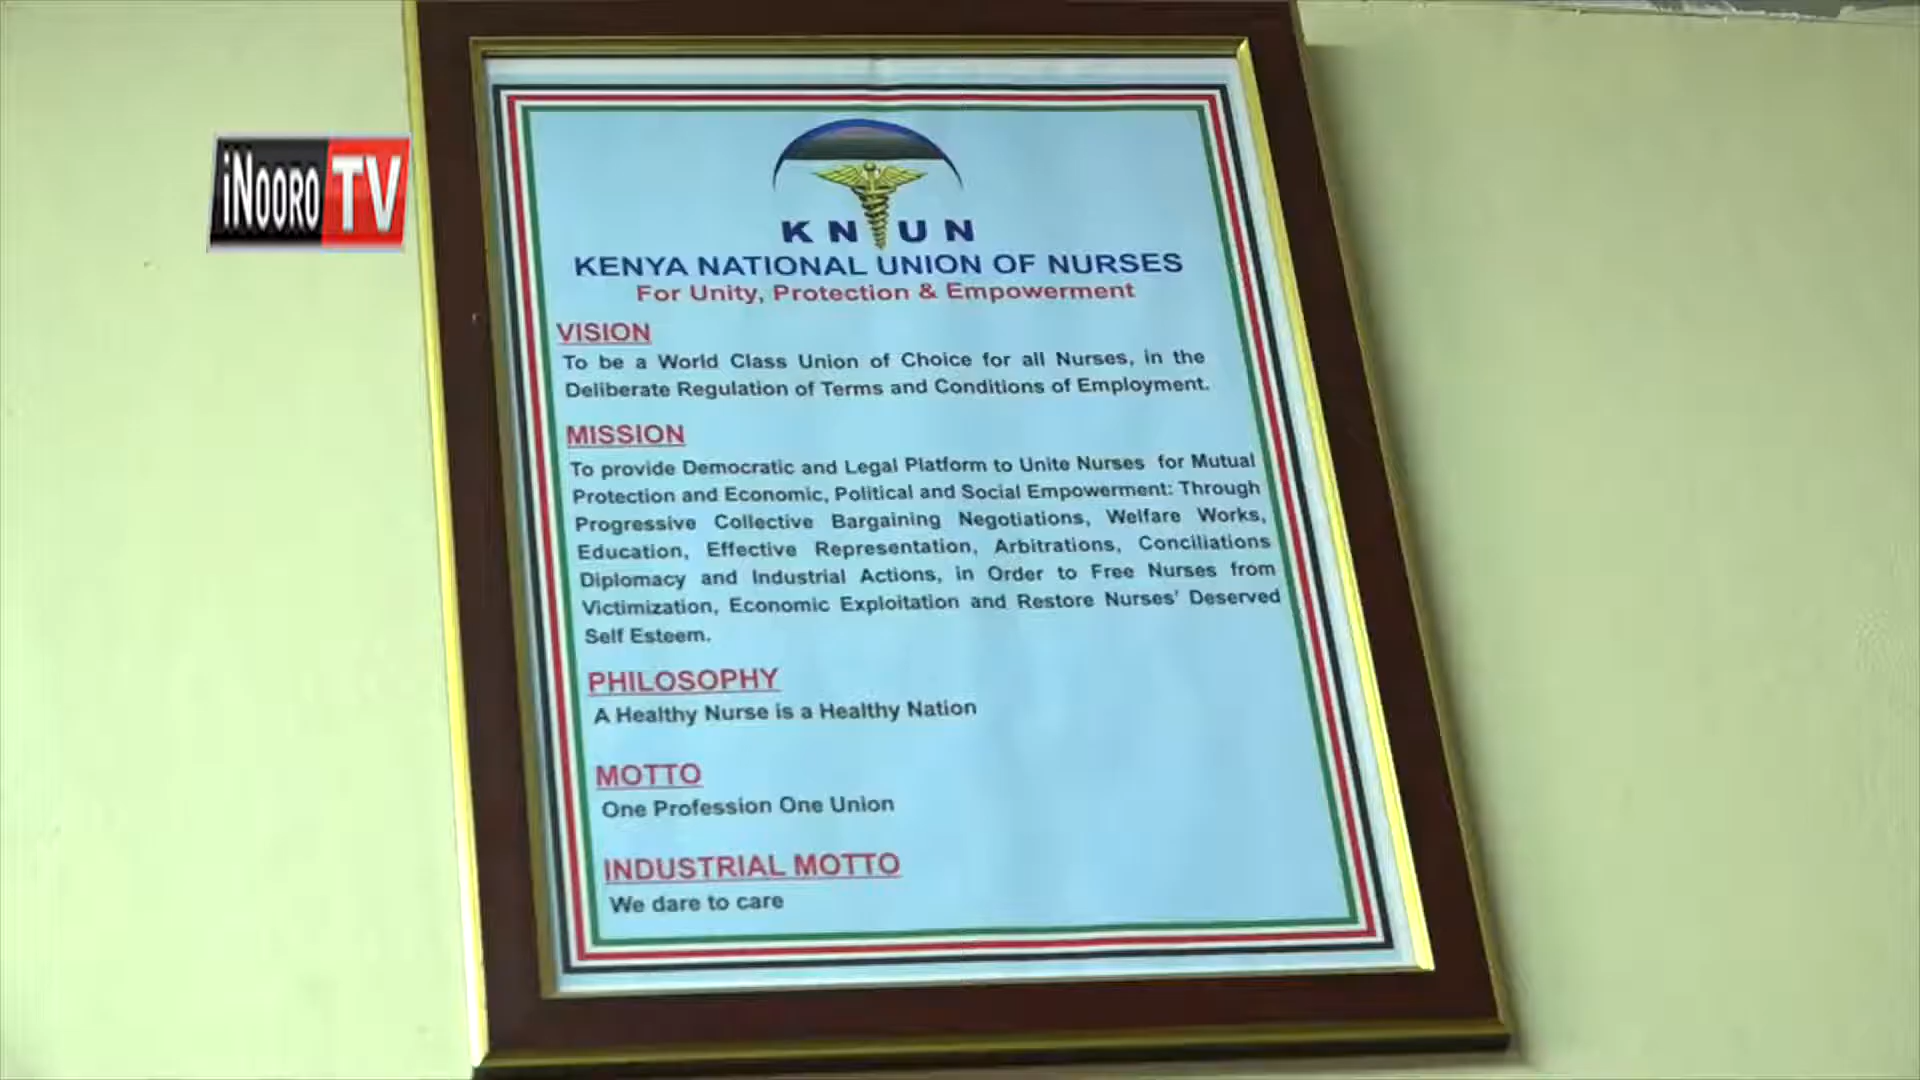 iNOORO TV
KNUN
KENYA NATIONAL UNION OF NURSES
For Unity, Protection & Empowerment
VISION
To be a World Class Union of Choice for all Nurses, in the
Deliberate Regulation of Terms and Conditions of Employment.
MISSION
To provide Democratic and Legal Platform to Unite Nurses for Mutual
Protection and Economic, Political and Social Empowerment: Through
Progressive Collective Bargaining Negotiations, Welfare Works,
Education, Effective Representation, Arbitrations, Conciliations
Diplomacy and Industrial Actions, in Order to Free Nurses from
Victimization, Economic Exploitation and Restore Nurses' Deserved
Self Esteem.
PHILOSOPHY
A Healthy Nurse is a Healthy Nation
MOTTO
One Profession One Union
INDUSTRIAL MOTTO
We dare to care